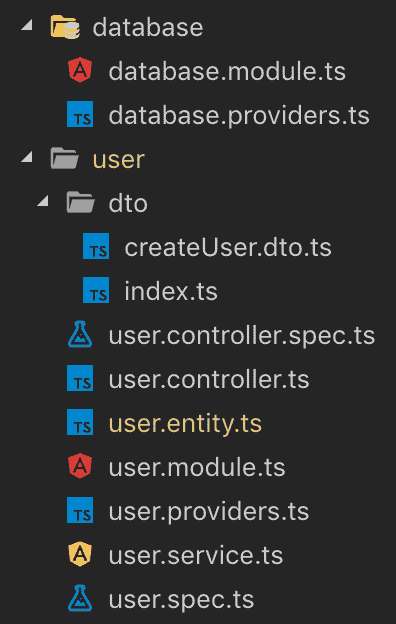 database
database.module.ts
TS database.providers.ts
user
dto
TS createUser.dto.ts
TS index.ts
user.controller.spec.ts
TS user.controller.ts
TS user.entity.ts
user.module.ts
TS user.providers.ts
user.service.ts
user.spec.ts